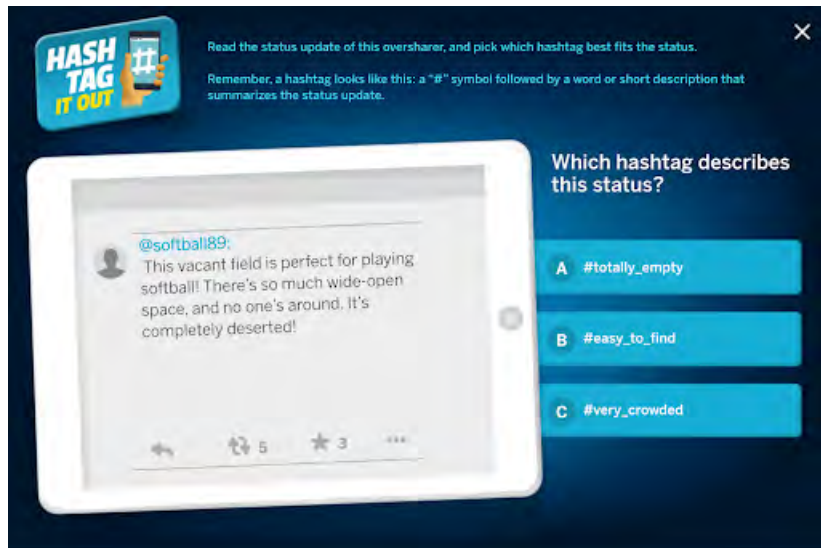 HASH
TAG
IT OUT
#
Read the status update of this oversharer, and pick which hashtag best fits the status.
Remember, a hashtag looks like this: a "#" symbol followed by a word or short description that
summarizes the status update.
Which hashtag describes
this status?
@softball89:
This vacant field is perfect for playing
softball! There's so much wide-open
space, and no one's around. It's
completely deserted!
5
3
A #totally_empty
B #easy_to_find
C #very_crowded